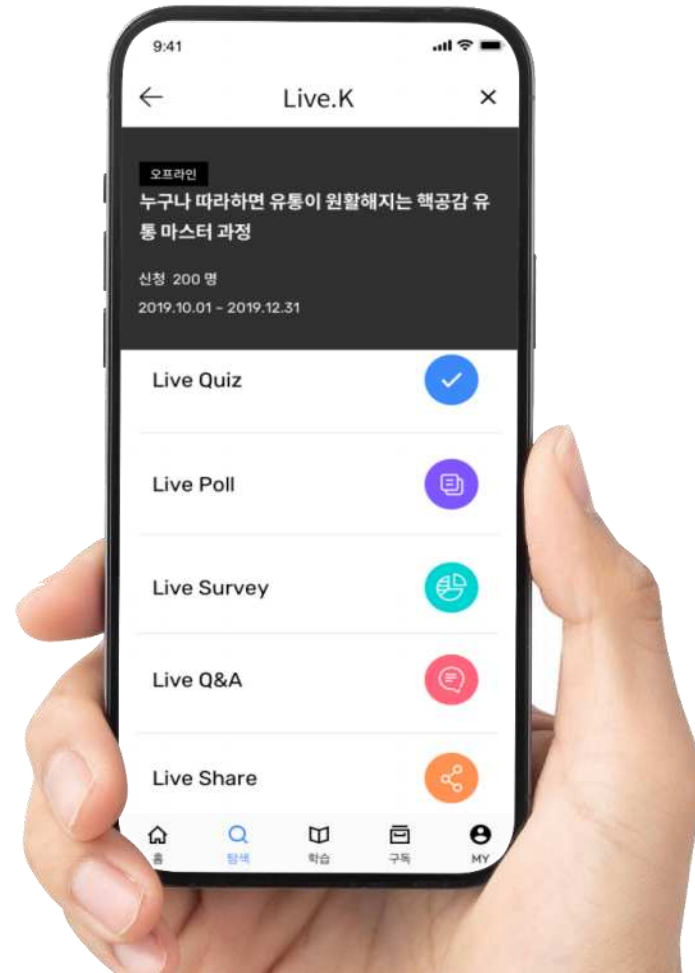 9:41
Live.K
오프라인
누구나 따라하면 유통이 원활해지는 핵공감 유
통 마스터 과정
신청 200 명
2019.10.01 ~ 2019.12.31
Live Quiz
Live Poll
Live Survey
Live Q&A
Live Share
홈 탐색 학습 구독 MY